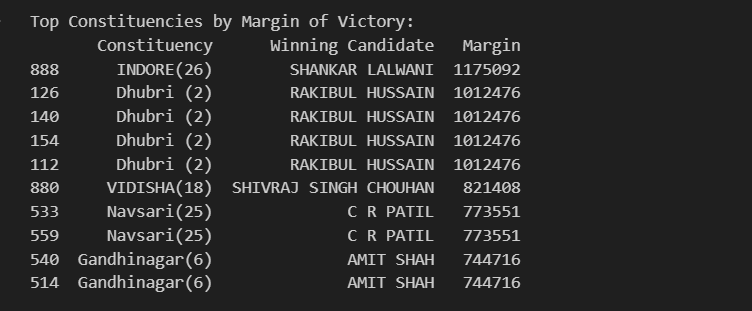 Top Constituencies by Margin of Victory:
Constituency Winning Candidate Margin
888 INDORE(26) SHANKAR LALWANI 1175092
126 Dhubri (2) RAKIBUL HUSSAIN 1012476
140 Dhubri (2) RAKIBUL HUSSAIN 1012476
154 Dhubri (2) RAKIBUL HUSSAIN 1012476
112 Dhubri (2) RAKIBUL HUSSAIN 1012476
880 VIDISHA(18) SHIVRAJ SINGH CHOUHAN 821408
533 Navsari(25) C R PATIL 773551
559 Navsari(25) C R PATIL 773551
540 Gandhinagar(6) AMIT SHAH 744716
514 Gandhinagar(6) AMIT SHAH 744716